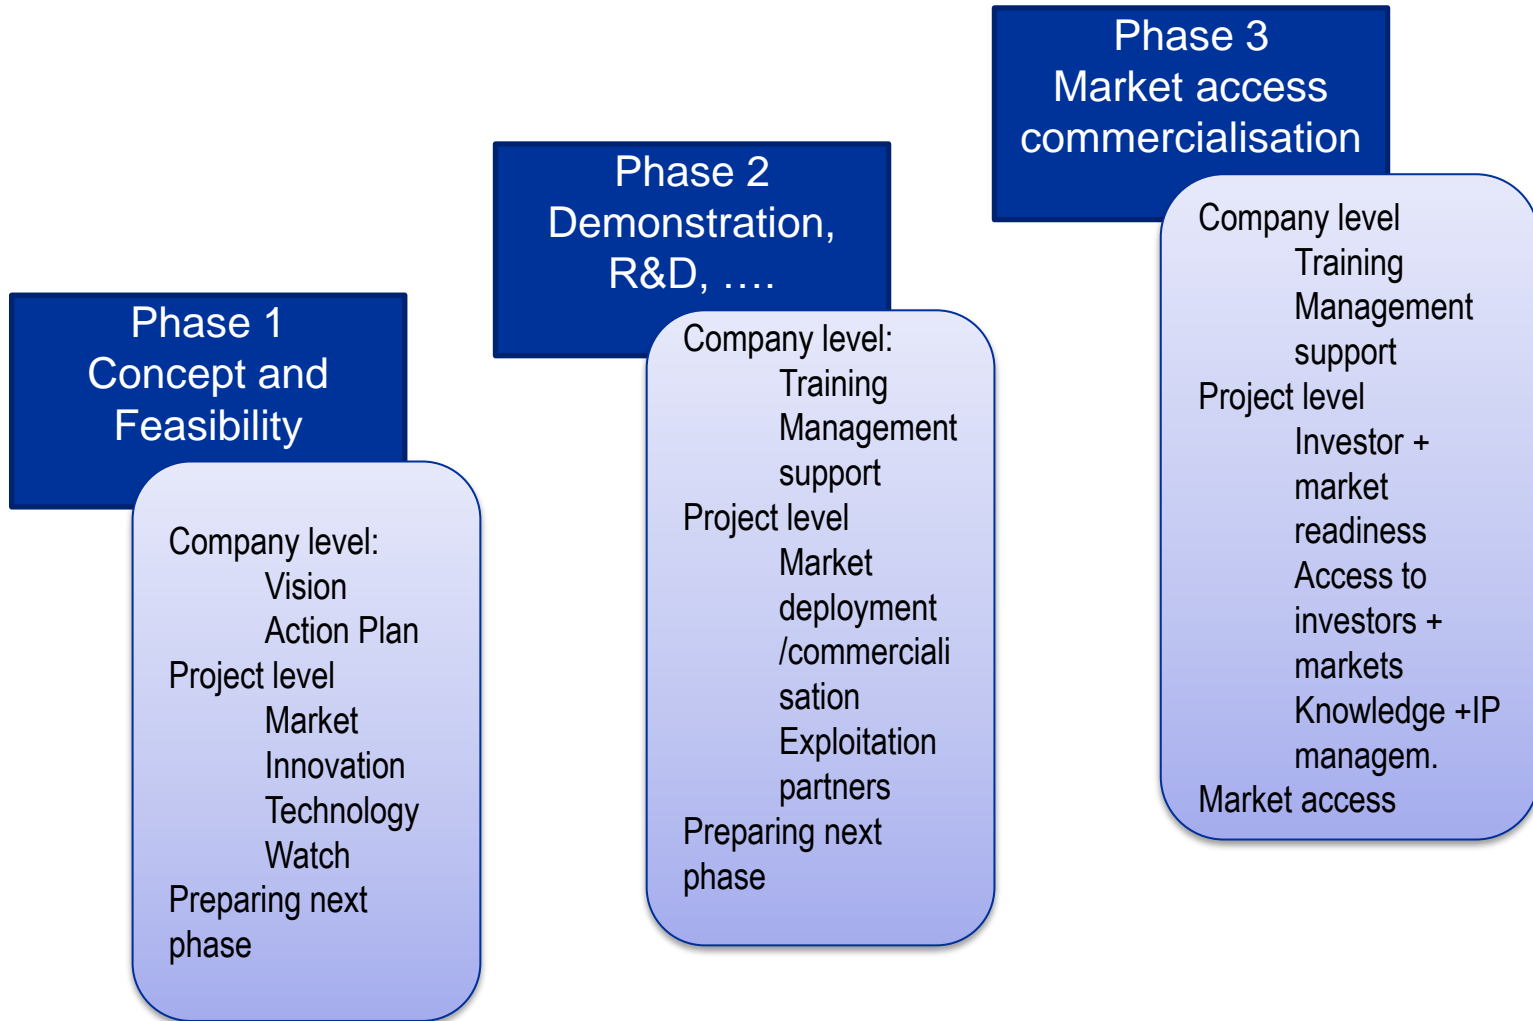 Phase 1
Concept and
Feasibility
Company level:
Vision
Action Plan
Project level
Market
Innovation
Technology
Watch
Preparing next
phase
Phase 2
Demonstration,
R&D, ….
Company level:
Training
Management
support
Project level
Market
deployment
/commerciali
sation
Exploitation
partners
Preparing next
phase
Phase 3
Market access
commercialisation
Company level
Training
Management
support
Project level
Investor +
market
readiness
Access to
investors +
markets
Knowledge +IP
managem.
Market access